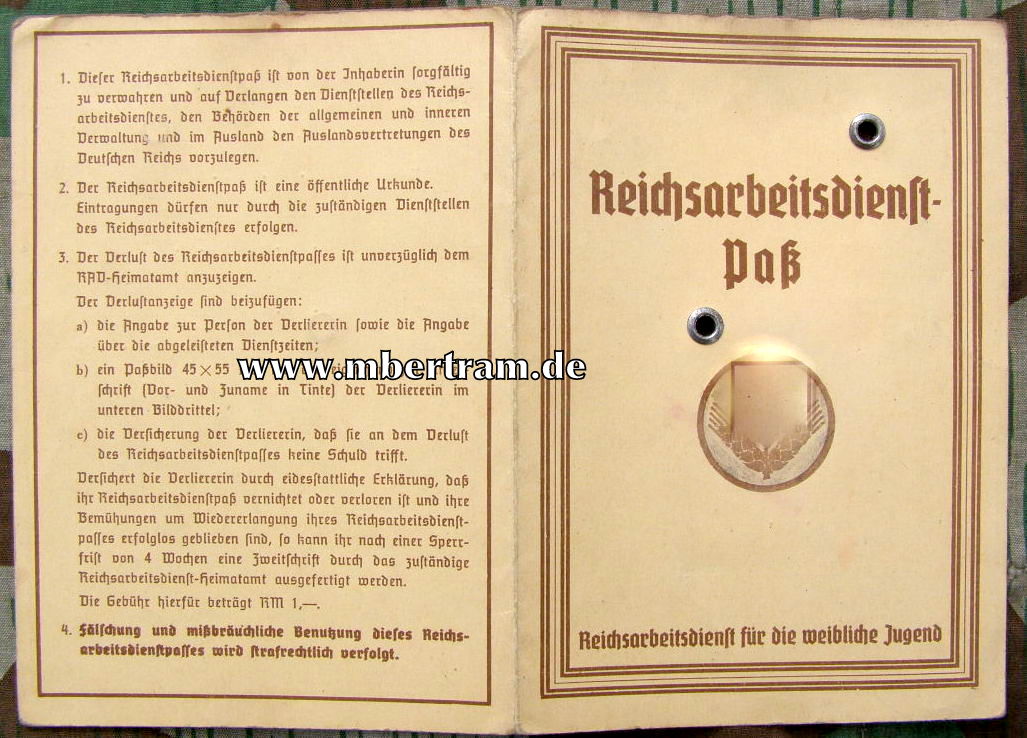 1. Dieser Reichsarbeitsdienstpaß ist von der Inhaberin sorgfältig
zu verwahren und auf Verlangen den Dienststellen des Reichs-
arbeitsdienstes, den Behörden der allgemeinen und inneren
Verwaltung und im Ausland den Auslandsvertretungen des
Deutschen Reichs vorzulegen.
2. Der Reichsarbeitsdienstpaß ist eine öffentliche Urkunde.
Eintragungen dürfen nur durch die zuständigen Dienststellen
des Reichsarbeitsdienstes erfolgen.
3. Der Verlust des Reichsarbeitsdienstpasses ist unverzüglich dem
RAD-Heimatamt anzuzeigen.
Der Verlustanzeige sind beizufügen:
a) die Angabe zur Person der Verliererin sowie die Angabe
über die abgeleisteten Dienstzeiten;
b) ein Paßbild 45 × 55
www.mbertram.de
schrift (Vor- und Zuname in Tinte) der Verliererin im
unteren Bilddrittel;
c) die Versicherung der Verliererin, daß sie an dem Verlust
des Reichsarbeitsdienstpasses keine Schuld trifft.
Versichert die Verliererin durch eidesstattliche Erklärung, daß
ihr Reichsarbeitsdienstpaß vernichtet oder verloren ist und ihre
Bemühungen um Wiedererlangung ihres Reichsarbeitsdienst-
passes erfolglos geblieben sind, so kann ihr nach einer Sperr-
frist von 4 Wochen eine Zweitschrift durch das zuständige
Reichsarbeitsdienst-Heimatamt ausgefertigt werden.
Die Gebühr hierfür beträgt RM 1,—.
4. Fälschung und mißbräuchliche Benutzung dieses Reichs-
arbeitsdienstpasses wird strafrechtlich verfolgt.
Reichsarbeitsdienst-
Paß
Reichsarbeitsdienst für die weibliche Jugend